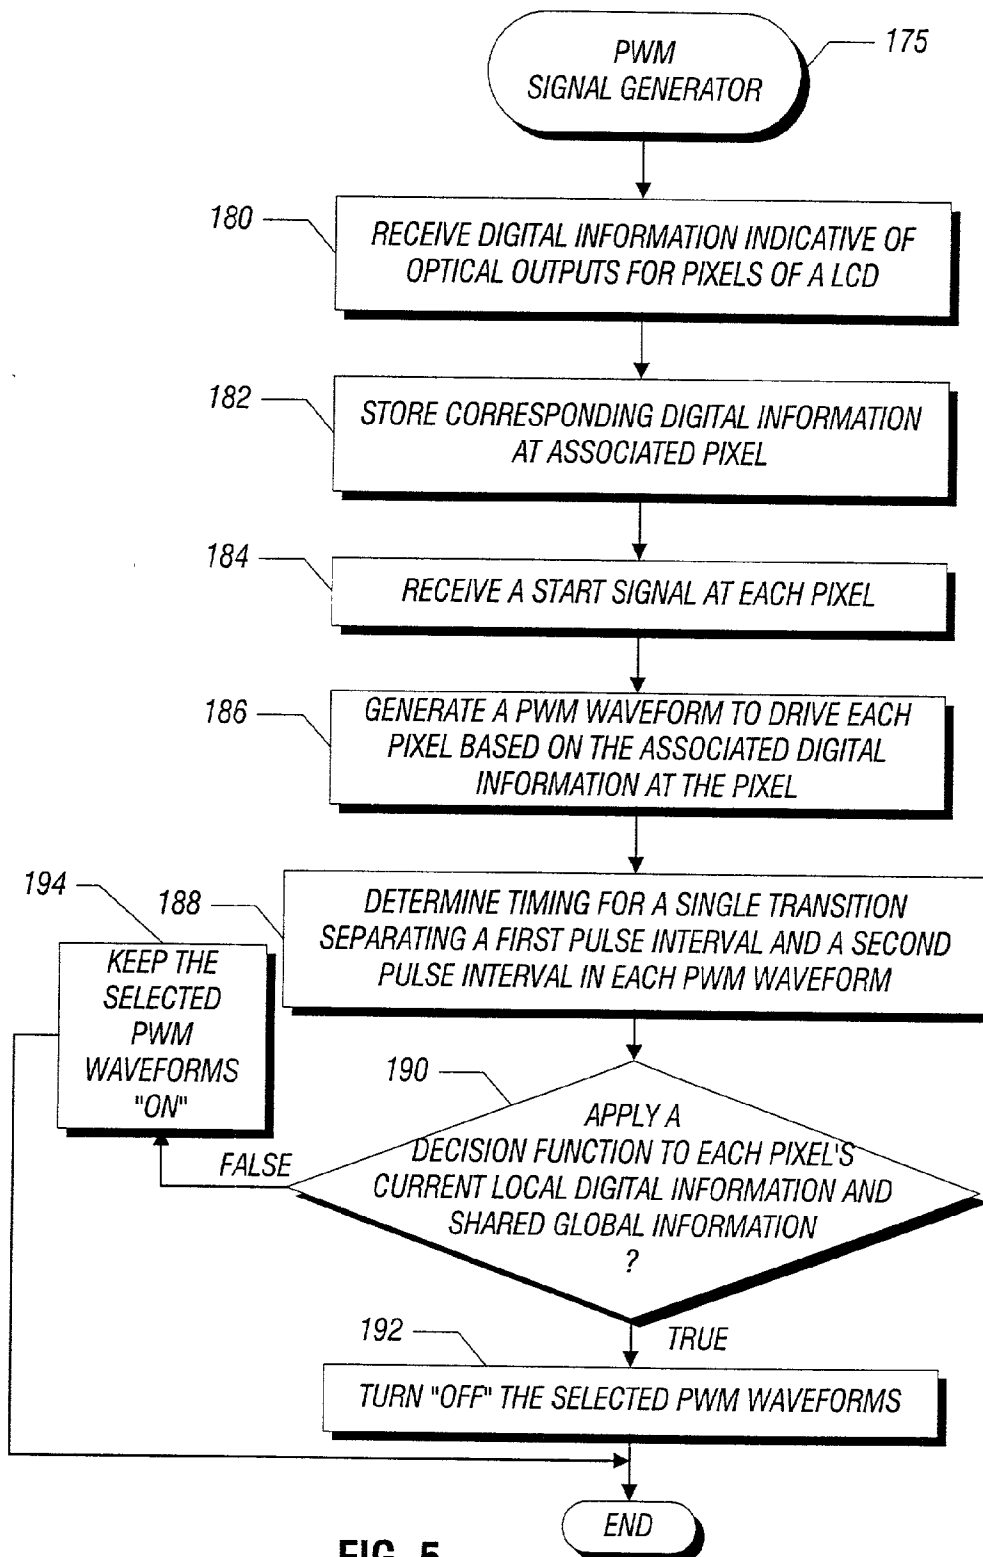 PWM
SIGNAL GENERATOR
175
180
RECEIVE DIGITAL INFORMATION INDICATIVE OF
OPTICAL OUTPUTS FOR PIXELS OF A LCD
182
STORE CORRESPONDING DIGITAL INFORMATION
AT ASSOCIATED PIXEL
184
RECEIVE A START SIGNAL AT EACH PIXEL
186
GENERATE A PWM WAVEFORM TO DRIVE EACH
PIXEL BASED ON THE ASSOCIATED DIGITAL
INFORMATION AT THE PIXEL
188
DETERMINE TIMING FOR A SINGLE TRANSITION
SEPARATING A FIRST PULSE INTERVAL AND A SECOND
PULSE INTERVAL IN EACH PWM WAVEFORM
194
KEEP THE
SELECTED
PWM
WAVEFORMS
"ON"
190
APPLY A
DECISION FUNCTION TO EACH PIXEL'S
CURRENT LOCAL DIGITAL INFORMATION AND
SHARED GLOBAL INFORMATION
?
FALSE
TRUE
192
TURN "OFF" THE SELECTED PWM WAVEFORMS
END
FIG. 5